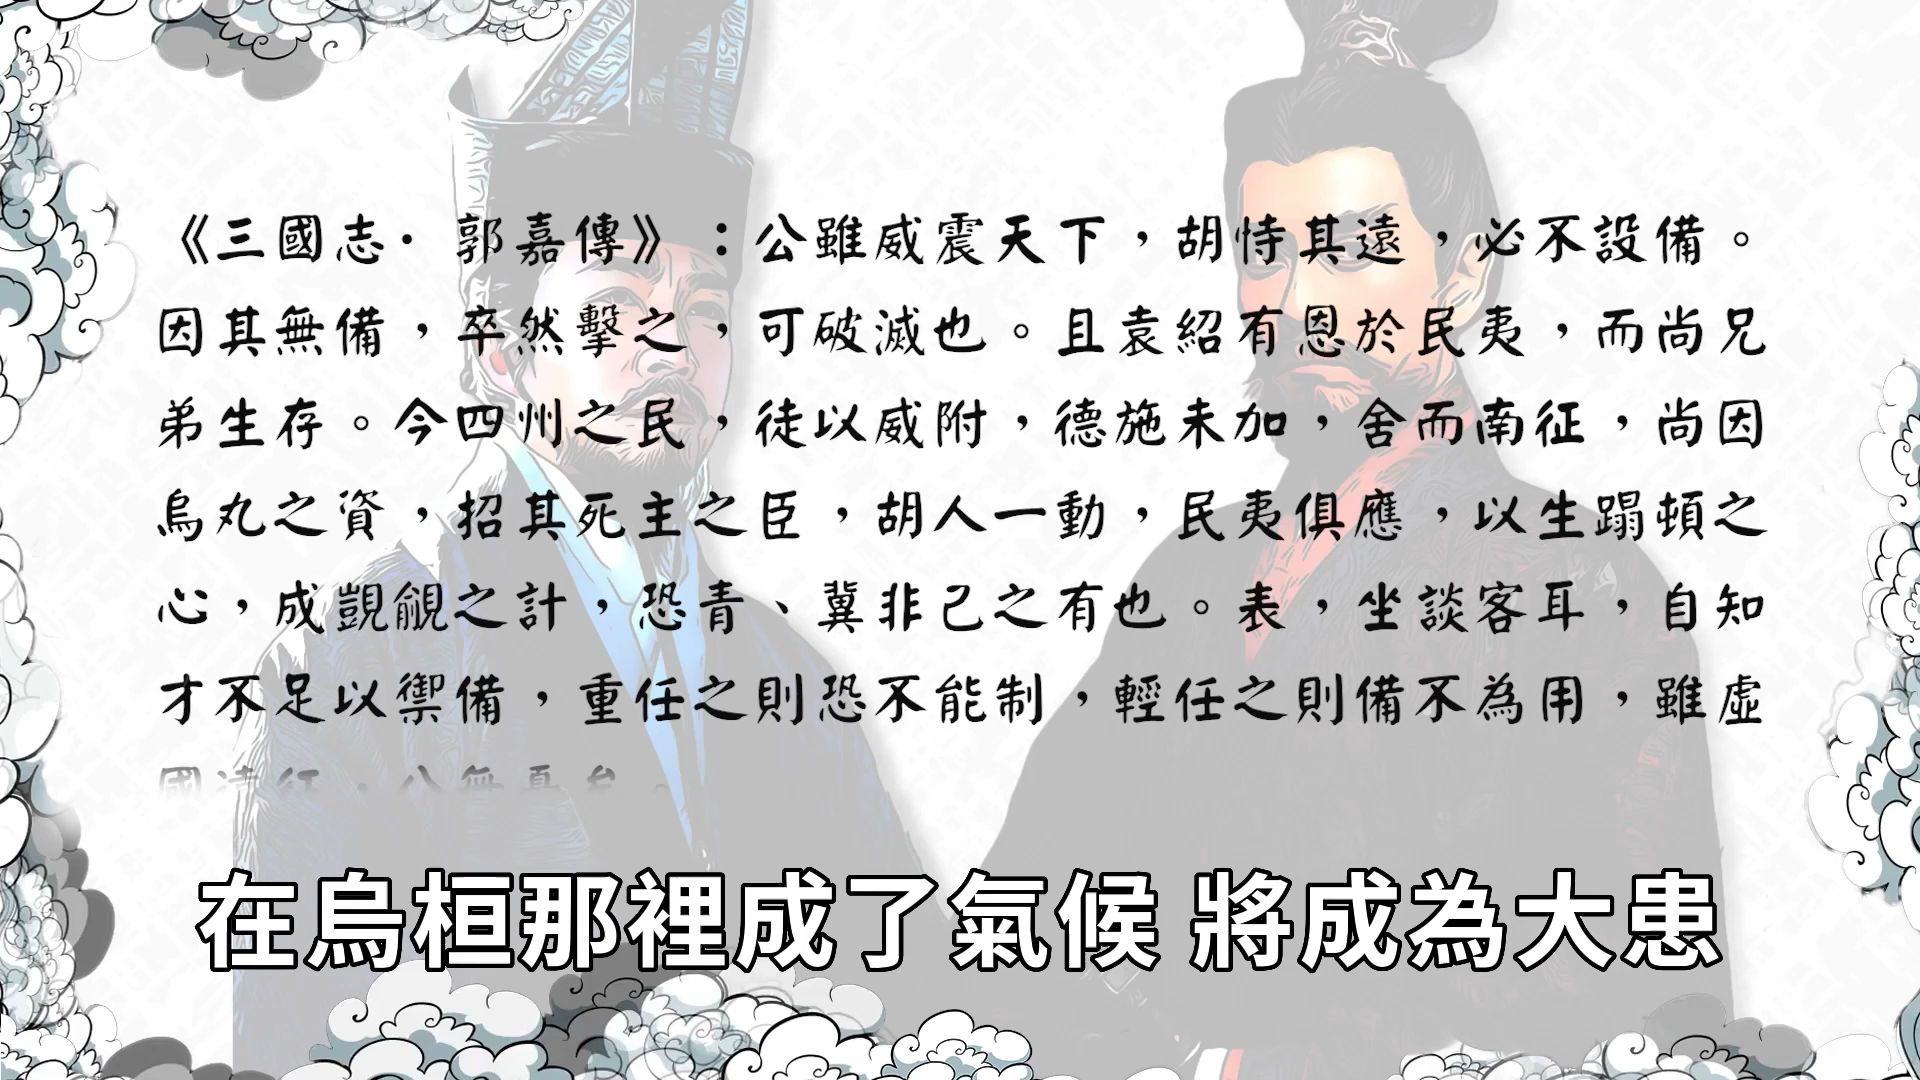 《三國志·郭嘉傳》：公雖威震天下，胡恃其遠，必不設備。
因其無備，卒然擊之，可破滅也。且袁紹有恩於民夷，而尚兄
弟生存。今四州之民，徒以威附，德施未加，舍而南征，尚因
烏丸之資，招其死主之臣，胡人一動，民夷俱應，以生蹋頓之
心，成覬覦之計，恐青、冀非己之有也。表，坐談客耳，自知
才不足以禦備，重任之則恐不能制，輕任之則備不為用，雖虛
國遠征，公無憂矣。
在烏桓那裡成了氣候 將成為大患